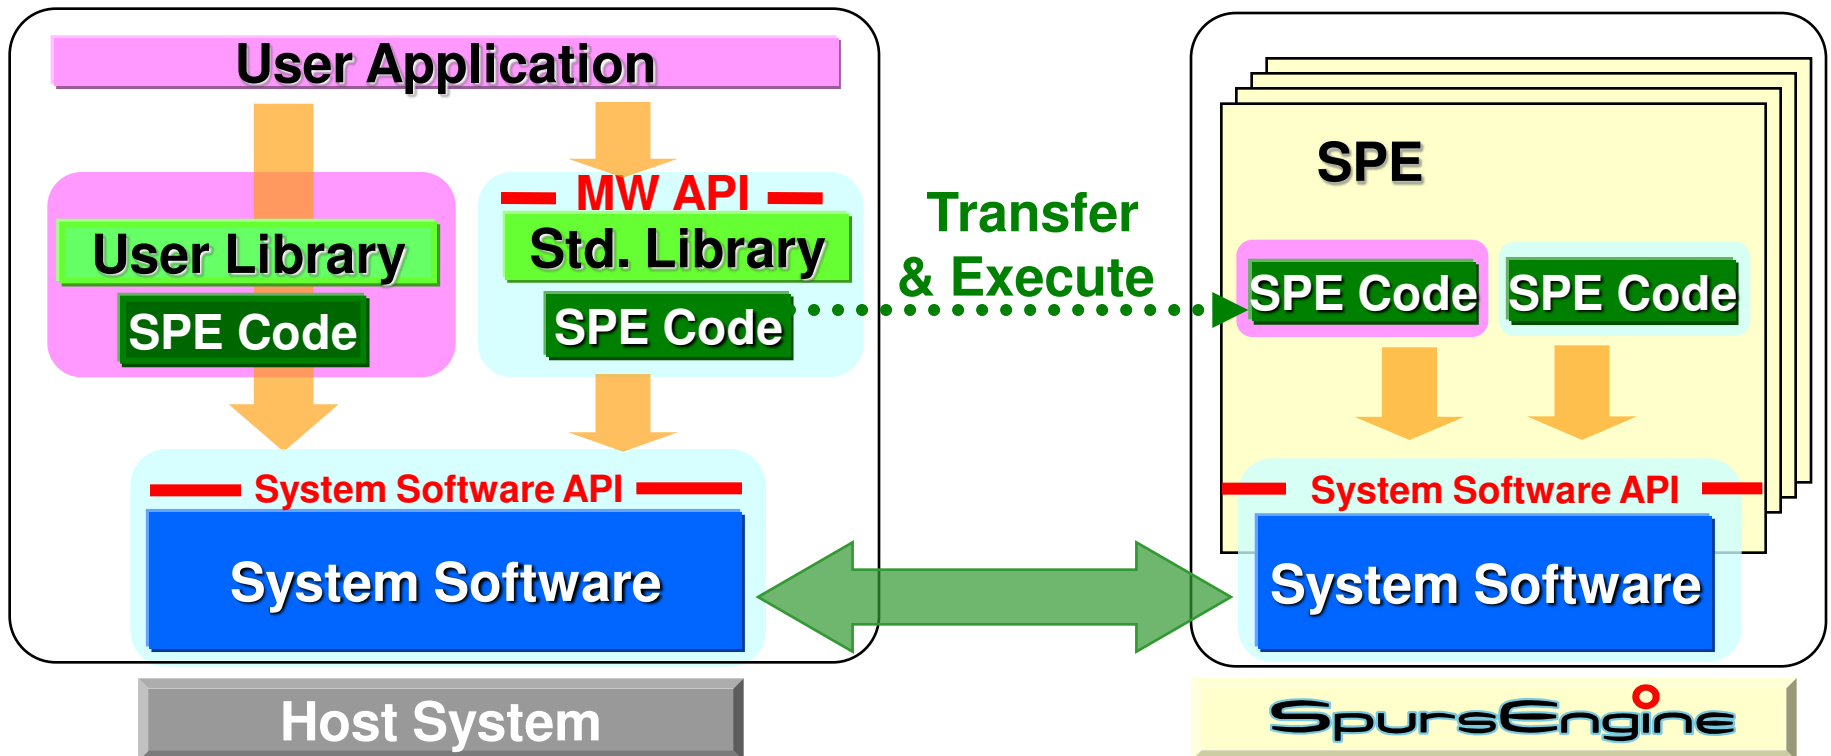 User Application
MW API
User Library
Std. Library
SPE Code
SPE Code
System Software API
System Software
Host System
Transfer
& Execute
SPE
SPE Code
SPE Code
System Software API
System Software
SpursEngine